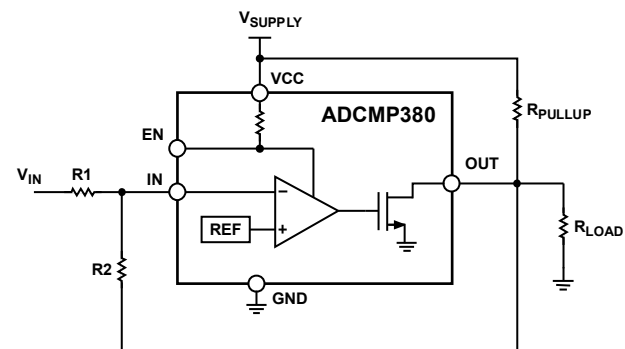 VSUPPLY
VCC
ADCMP380
RPULLUP
EN
OUT
VIN
R1
IN
−
REF
+
RLOAD
R2
GND